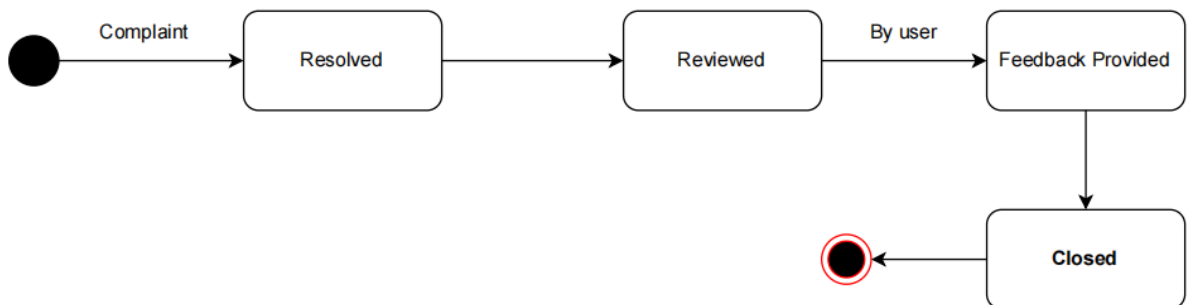 Complaint
Resolved
Reviewed
By user
Feedback Provided
Closed